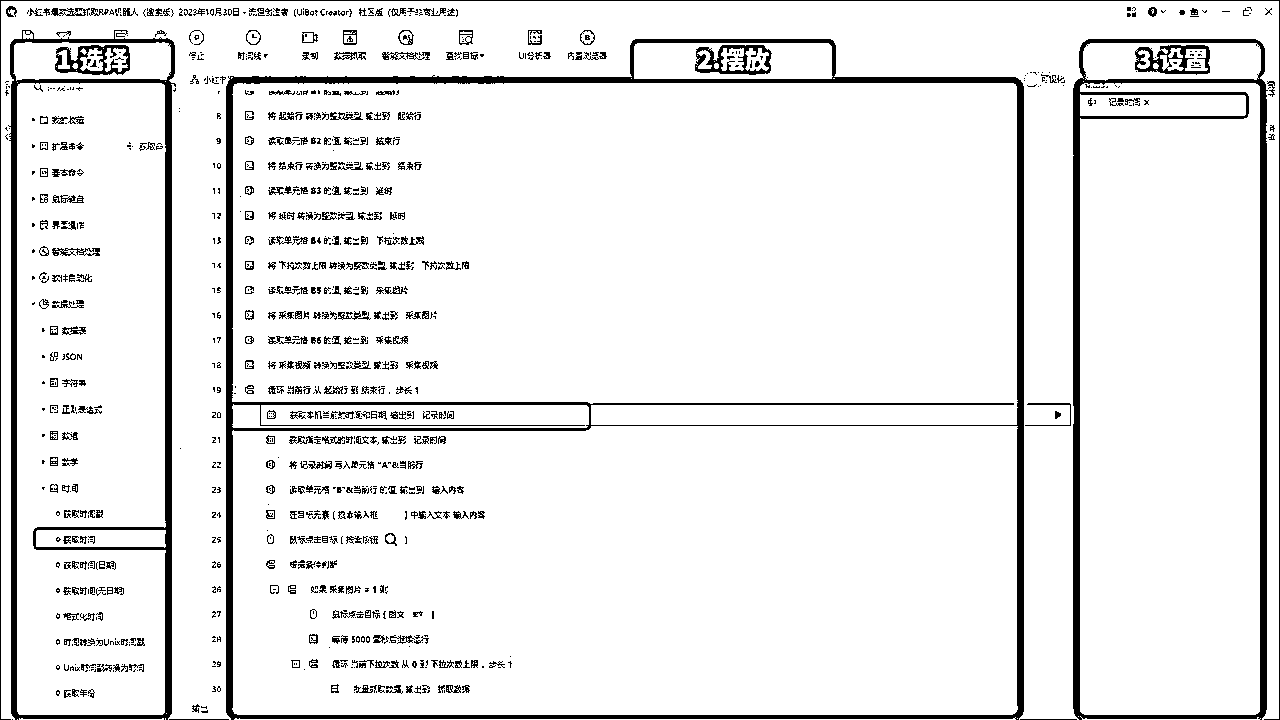 小红书爆款选题抓取RPA机器人（搜索版）2023年10月30日 - 流程创造者（UiBot Creator） 社区版（仅用于非商业用途）
停止
时间线
录制
数据抓取
智能文档处理
查找目标
UI分析器
内置浏览器
1.选择
2.摆放
3.设置
可视化
我的收藏
扩展命令
基本命令
鼠标键盘
界面操作
智能文档处理
软件自动化
数据处理
数据表
JSON
字符串
正则表达式
数组
数学
时间
获取时间戳
获取时间
获取时间(日期)
获取时间(无日期)
格式化时间
时间转换为Unix时间戳
Unix时间戳转换为时间
获取年份
8 将 起始行 转换为整数类型, 输出到 起始行
9 读取单元格 B2 的值, 输出到 结束行
10 将 结束行 转换为整数类型, 输出到 结束行
11 读取单元格 B3 的值, 输出到 延时
12 将 延时 转换为整数类型, 输出到 延时
13 读取单元格 B4 的值, 输出到 下拉次数上限
14 将 下拉次数上限 转换为整数类型, 输出到 下拉次数上限
15 读取单元格 B5 的值, 输出到 采集图片
16 将 采集图片 转换为整数类型, 输出到 采集图片
17 读取单元格 B6 的值, 输出到 采集视频
18 将 采集视频 转换为整数类型, 输出到 采集视频
19 循环 当前行 从 起始行 到 结束行 , 步长 1
20 获取本机当前的时间和日期, 输出到 记录时间
21 获取指定格式的时间文本, 输出到 记录时间
22 将 记录时间 写入单元格 "A"&当前行
23 读取单元格 "B"&当前行 的值, 输出到 输入内容
24 在目标元素 [ 搜索输入框 ] 中输入文本 输入内容
25 鼠标点击目标 [ 搜索按钮 ]
26 根据条件判断
26 如果 采集图片 = 1 则
27 鼠标点击目标 [ 图文 ]
28 等待 5000 毫秒后继续运行
29 循环 当前下拉次数 从 0 到 下拉次数上限 , 步长 1
30 批量抓取数据, 输出到 抓取数据
输出
记录时间